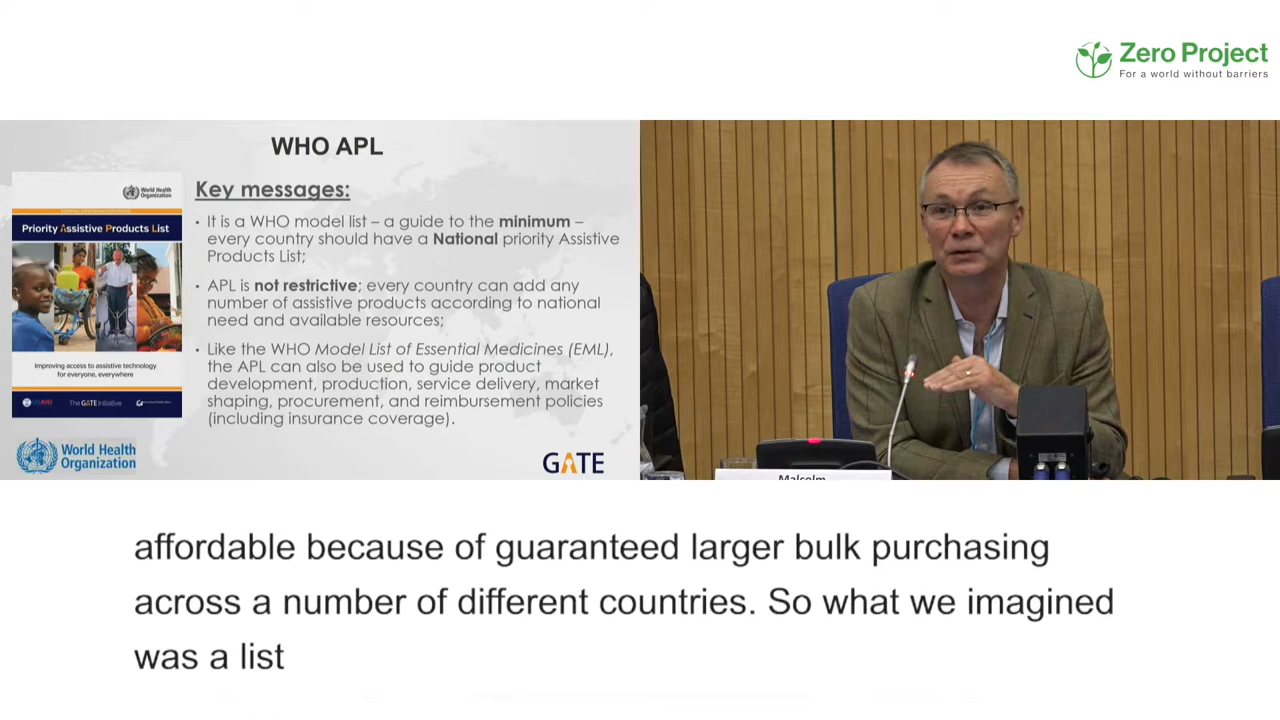 Zero Project
For a world without barriers
WHO APL
World Health
Organization
Priority Assistive Products List
Improving access to assistive technology
for everyone, everywhere
USAID
The GATE Initiative
World Health
Organization
Key messages:
• It is a WHO model list – a guide to the minimum –
every country should have a National priority Assistive
Products List;
• APL is not restrictive; every country can add any
number of assistive products according to national
need and available resources;
• Like the WHO Model List of Essential Medicines (EML),
the APL can also be used to guide product
development, production, service delivery, market
shaping, procurement, and reimbursement policies
(including insurance coverage).
GATE
Malcolm
affordable because of guaranteed larger bulk purchasing
across a number of different countries. So what we imagined
was a list